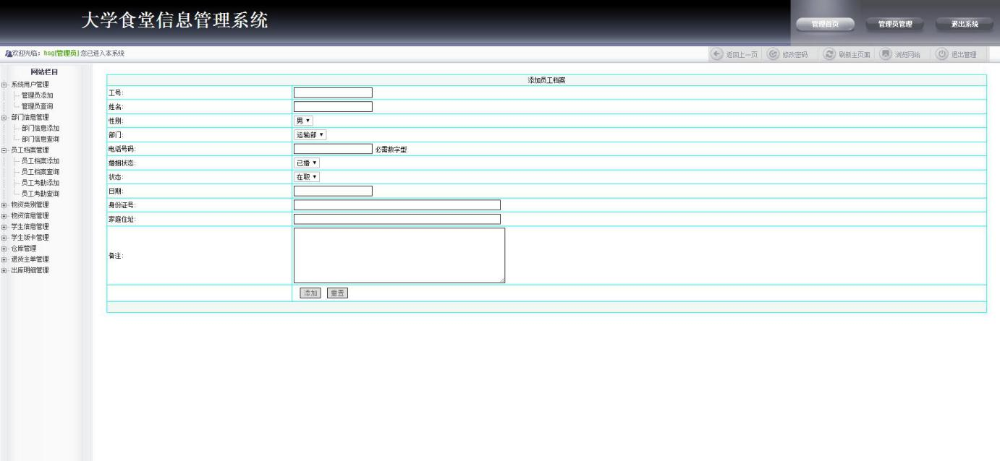 大学食堂信息管理系统
管理首页 管理员管理 退出系统
欢迎光临: hsg[管理员] 您已进入本系统
返回上一页 修改密码 刷新主页面 浏览网站 退出管理
网站栏目
系统用户管理
管理员添加
管理员查询
部门信息管理
部门信息添加
部门信息查询
员工档案管理
员工档案添加
员工档案查询
员工考勤添加
员工考勤查询
物资类别管理
物资信息管理
学生信息管理
学生饭卡管理
仓库管理
退货主单管理
出库明细管理
添加员工档案
工号:
姓名:
性别: 男
部门: 运输部
电话号码: 必需数字型
婚姻状态: 已婚
状态: 在职
日期:
身份证号:
家庭住址:
备注:
添加 重置